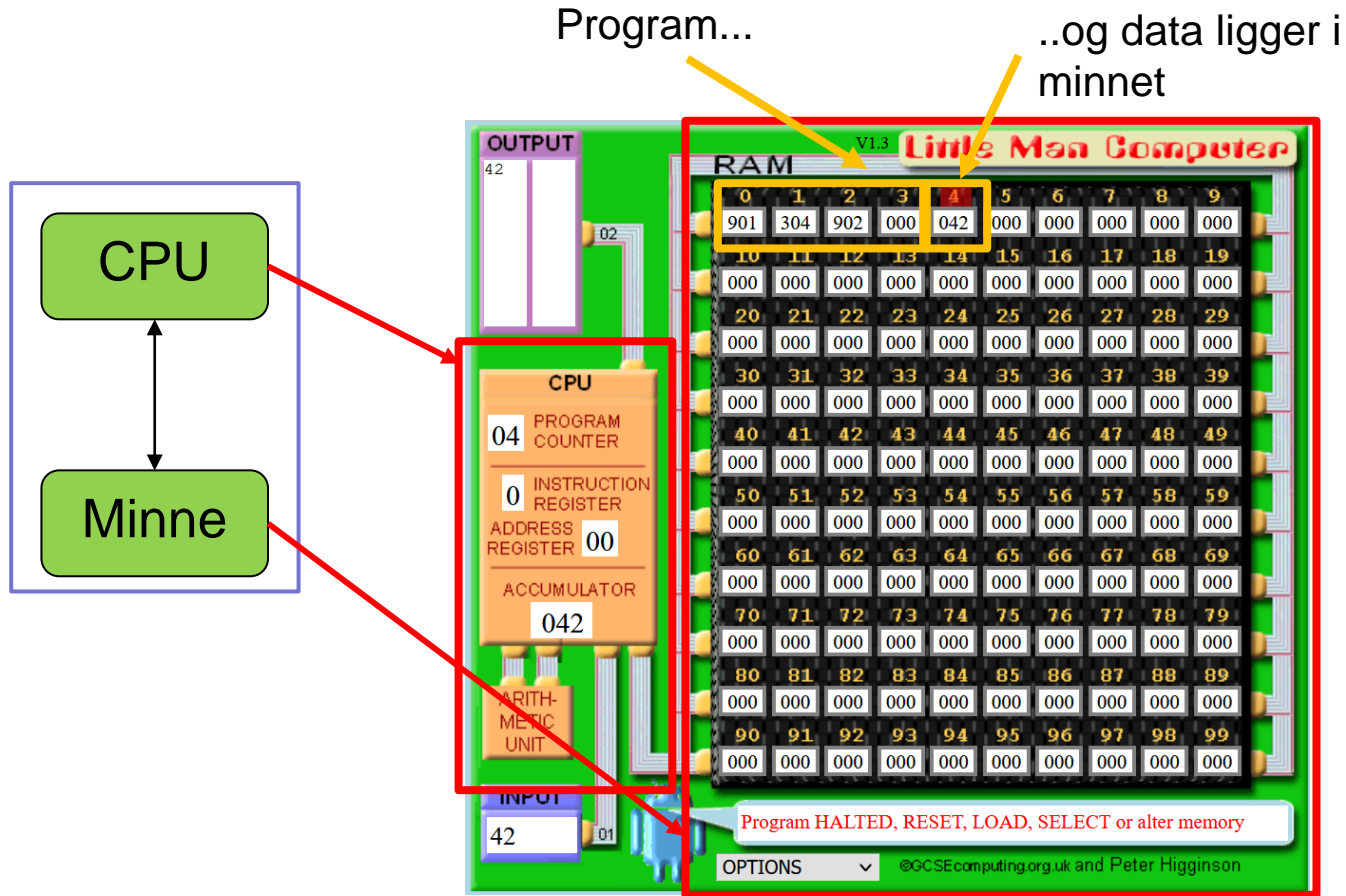 Program...
..og data ligger i
minnet
CPU
Minne
OUTPUT
42
02
CPU
04 PROGRAM
COUNTER
0 INSTRUCTION
REGISTER
ADDRESS
REGISTER 00
ACCUMULATOR
042
ARITH-
METIC
UNIT
INPUT
42
01
V1.3 Little Man Computer
RAM
0 1 2 3 4 5 6 7 8 9
901 304 902 000 042 000 000 000 000 000
10 11 12 13 14 15 16 17 18 19
000 000 000 000 000 000 000 000 000 000
20 21 22 23 24 25 26 27 28 29
000 000 000 000 000 000 000 000 000 000
30 31 32 33 34 35 36 37 38 39
000 000 000 000 000 000 000 000 000 000
40 41 42 43 44 45 46 47 48 49
000 000 000 000 000 000 000 000 000 000
50 51 52 53 54 55 56 57 58 59
000 000 000 000 000 000 000 000 000 000
60 61 62 63 64 65 66 67 68 69
000 000 000 000 000 000 000 000 000 000
70 71 72 73 74 75 76 77 78 79
000 000 000 000 000 000 000 000 000 000
80 81 82 83 84 85 86 87 88 89
000 000 000 000 000 000 000 000 000 000
90 91 92 93 94 95 96 97 98 99
000 000 000 000 000 000 000 000 000 000
Program HALTED, RESET, LOAD, SELECT or alter memory
OPTIONS
©GCSEcomputing.org.uk and Peter Higginson